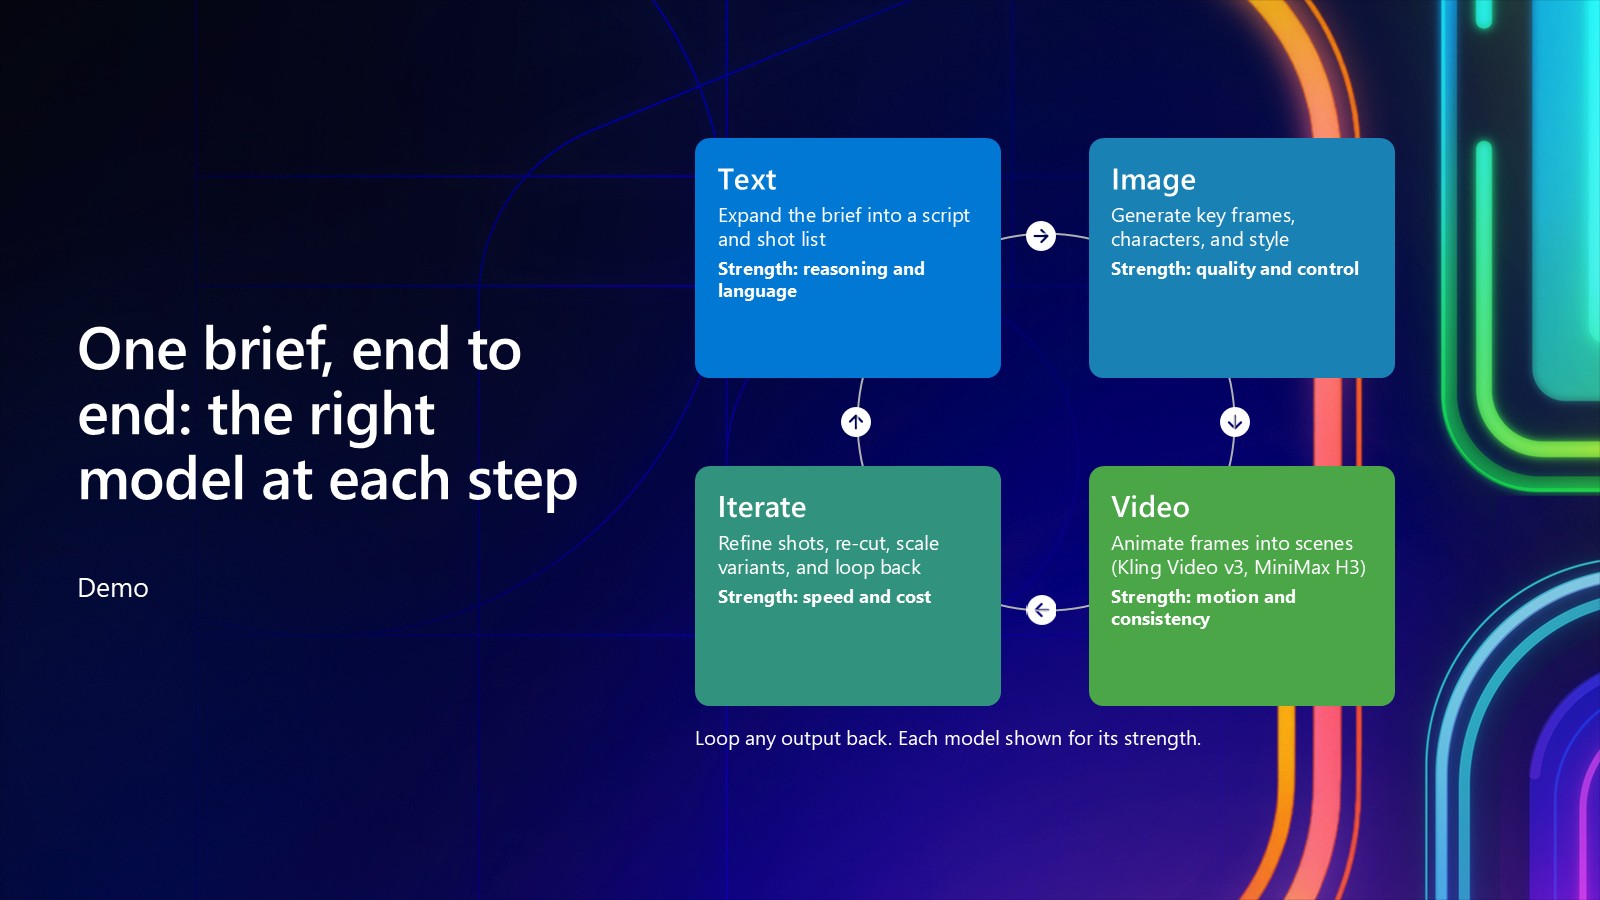 One brief, end to
end: the right
model at each step
Demo
Text
Expand the brief into a script
and shot list
Strength: reasoning and
language
Image
Generate key frames,
characters, and style
Strength: quality and control
Iterate
Refine shots, re-cut, scale
variants, and loop back
Strength: speed and cost
Video
Animate frames into scenes
(Kling Video v3, MiniMax H3)
Strength: motion and
consistency
Loop any output back. Each model shown for its strength.